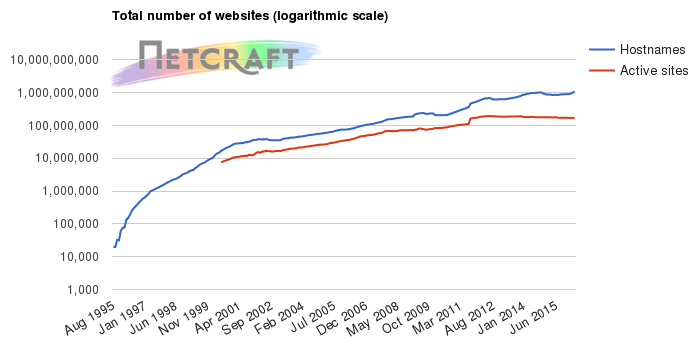 Total number of websites (logarithmic scale)
NETCRAFT
Hostnames
Active sites
10,000,000,000
1,000,000,000
100,000,000
10,000,000
1,000,000
100,000
10,000
1,000
Aug 1995
Jan 1997
Jun 1998
Nov 1999
Apr 2001
Sep 2002
Feb 2004
Jul 2005
Dec 2006
May 2008
Oct 2009
Mar 2011
Aug 2012
Jan 2014
Jun 2015